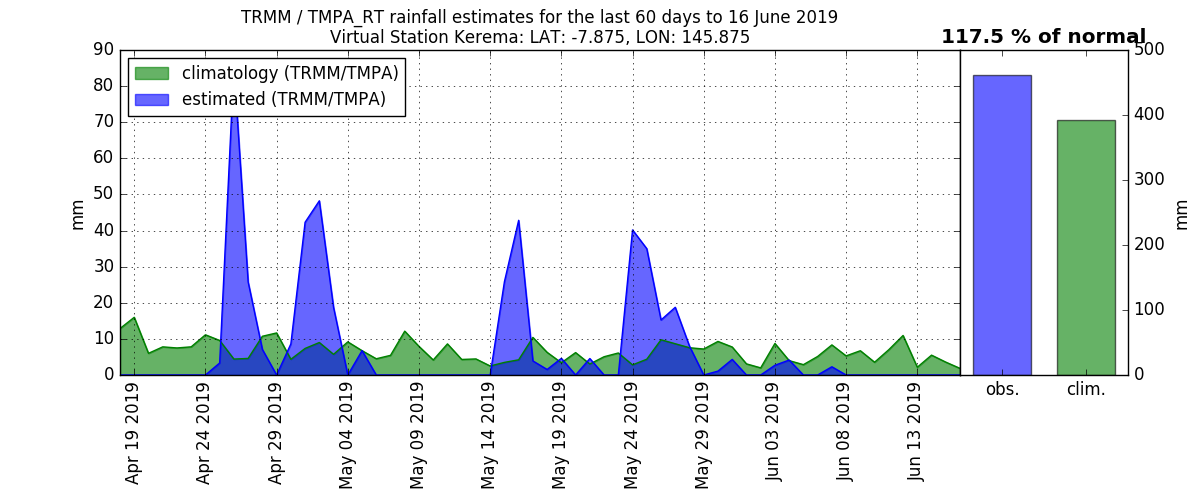 TRMM / TMPA_RT rainfall estimates for the last 60 days to 16 June 2019
Virtual Station Kerema: LAT: -7.875, LON: 145.875
117.5 % of normal
climatology (TRMM/TMPA)
estimated (TRMM/TMPA)
90
80
70
60
50
40
30
20
10
0
mm
Apr 19 2019
Apr 24 2019
Apr 29 2019
May 04 2019
May 09 2019
May 14 2019
May 19 2019
May 24 2019
May 29 2019
Jun 03 2019
Jun 08 2019
Jun 13 2019
500
400
300
200
100
0
mm
obs.
clim.